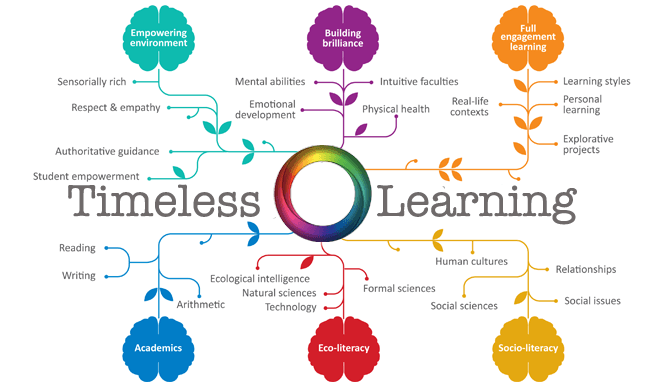 Empowering
environment
Building
brilliance
Full
engagement
learning
Sensorially rich
Respect & empathy
Authoritative guidance
Student empowerment
Mental abilities
Intuitive faculties
Emotional
development
Physical health
Learning styles
Real-life
contexts
Personal
learning
Explorative
projects
Timeless Learning
Reading
Writing
Arithmetic
Ecological intelligence
Natural sciences
Technology
Formal sciences
Human cultures
Relationships
Social sciences
Social issues
Academics
Eco-literacy
Socio-literacy